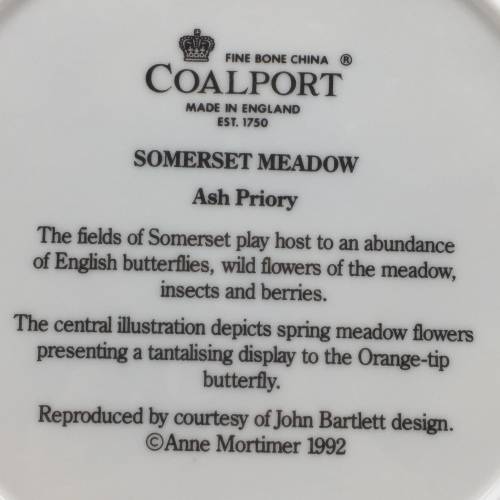 FINE BONE CHINA ®
COALPORT
MADE IN ENGLAND
EST. 1750
SOMERSET MEADOW
Ash Priory
The fields of Somerset play host to an abundance
of English butterflies, wild flowers of the meadow,
insects and berries.
The central illustration depicts spring meadow flowers
presenting a tantalising display to the Orange-tip
butterfly.
Reproduced by courtesy of John Bartlett design.
©Anne Mortimer 1992